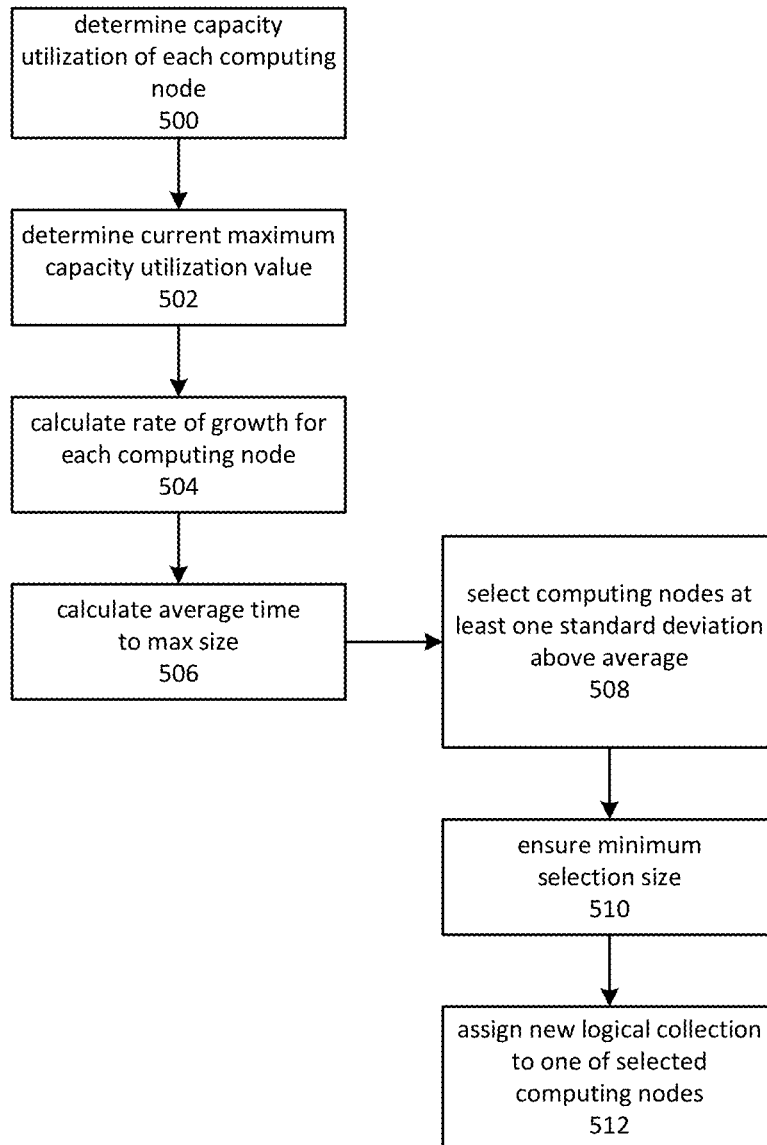 determine capacity
utilization of each computing
node
500
determine current maximum
capacity utilization value
502
calculate rate of growth for
each computing node
504
calculate average time
to max size
506
select computing nodes at
least one standard deviation
above average
508
ensure minimum
selection size
510
assign new logical collection
to one of selected
computing nodes
512